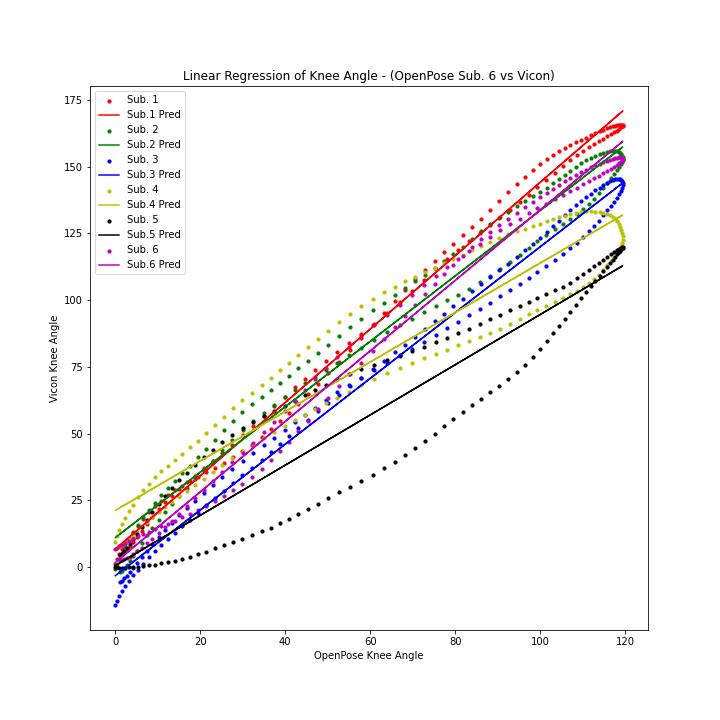 Linear Regression of Knee Angle - (OpenPose Sub. 6 vs Vicon)
175
150
125
100
75
50
25
0
Vicon Knee Angle
Sub. 1
Sub.1 Pred
Sub. 2
Sub.2 Pred
Sub. 3
Sub.3 Pred
Sub. 4
Sub.4 Pred
Sub. 5
Sub.5 Pred
Sub. 6
Sub.6 Pred
0 20 40 60 80 100 120
OpenPose Knee Angle